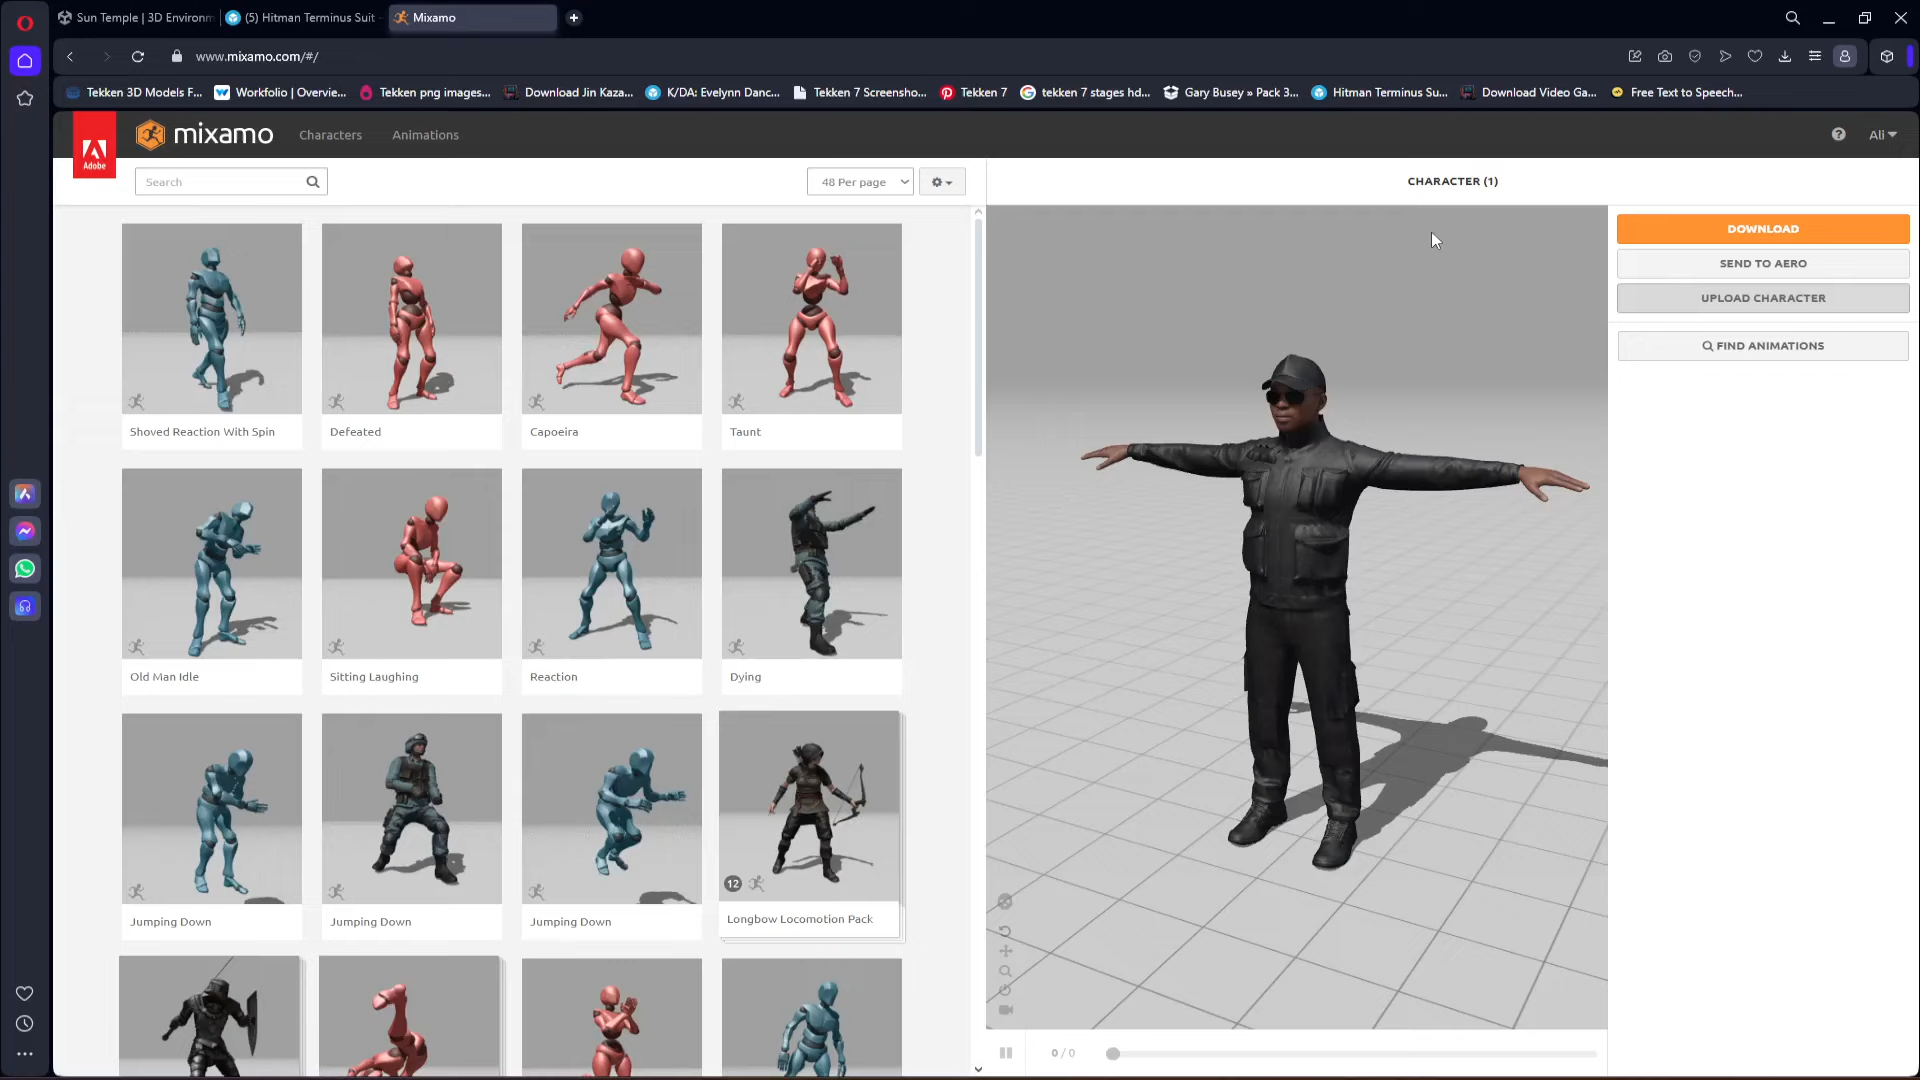 Sun Temple | 3D Environm
(5) Hitman Terminus Suit
Mixamo
www.mixamo.com/#/
Tekken 3D Models F...
Workfolio | Overvie...
Tekken png images...
Download Jin Kaza...
K/DA: Evelynn Danc...
Tekken 7 Screensho...
Tekken 7
tekken 7 stages hd...
Gary Busey » Pack 3...
Hitman Terminus Su...
Download Video Ga...
Free Text to Speech...
Adobe
mixamo
Characters
Animations
Ali
Search
48 Per page
CHARACTER (1)
DOWNLOAD
SEND TO AERO
UPLOAD CHARACTER
FIND ANIMATIONS
Shoved Reaction With Spin
Defeated
Capoeira
Taunt
Old Man Idle
Sitting Laughing
Reaction
Dying
12
Jumping Down
Jumping Down
Jumping Down
Longbow Locomotion Pack
0 / 0